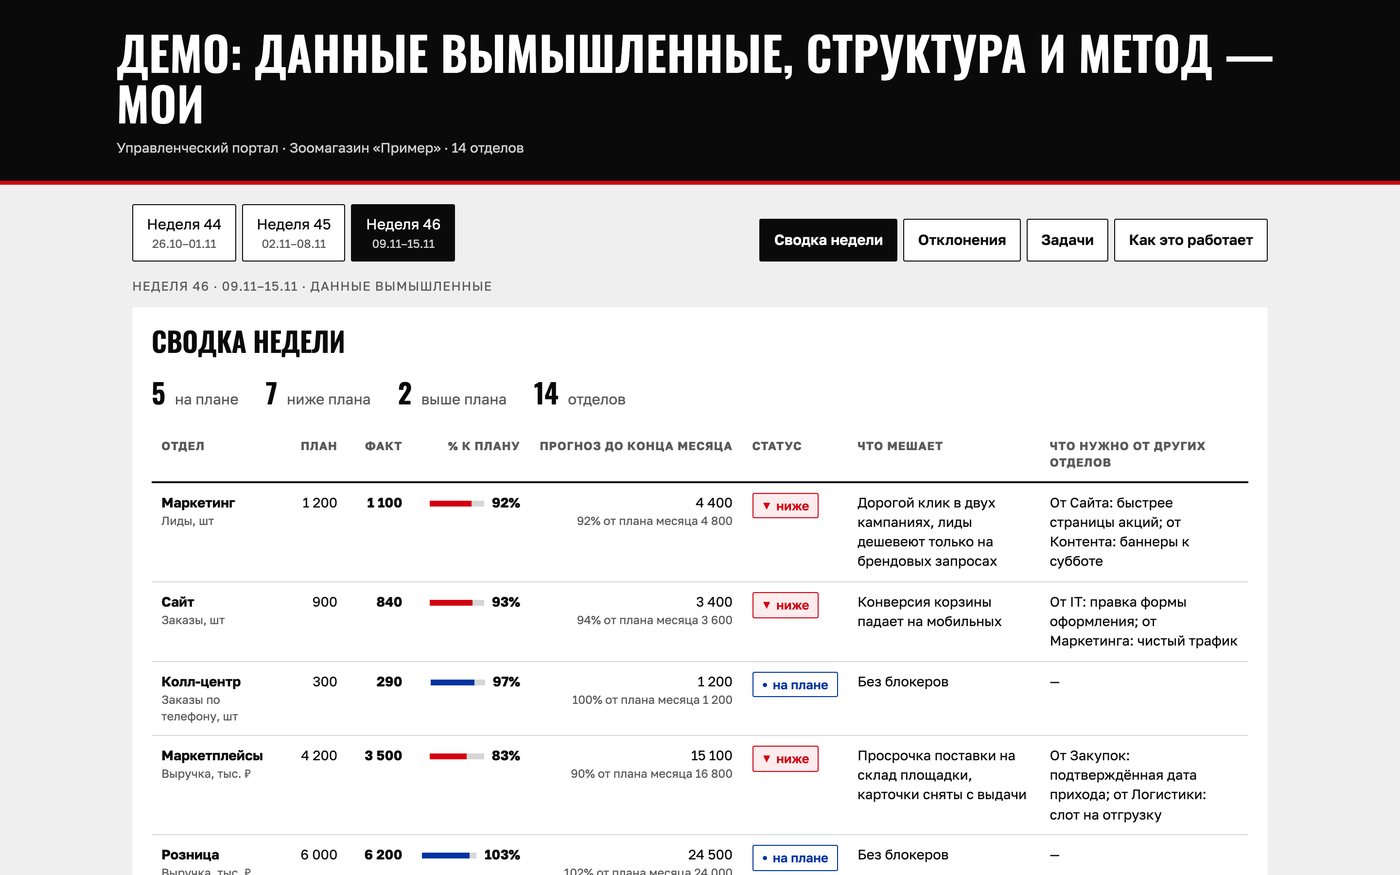 ДЕМО: ДАННЫЕ ВЫМЫШЛЕННЫЕ, СТРУКТУРА И МЕТОД —
МОИ
Управленческий портал · Зоомагазин «Пример» · 14 отделов
Неделя 44
26.10–01.11
Неделя 45
02.11–08.11
Неделя 46
09.11–15.11
Сводка недели
Отклонения
Задачи
Как это работает
НЕДЕЛЯ 46 · 09.11–15.11 · ДАННЫЕ ВЫМЫШЛЕННЫЕ
СВОДКА НЕДЕЛИ
5 на плане 7 ниже плана 2 выше плана 14 отделов
ОТДЕЛ ПЛАН ФАКТ % К ПЛАНУ ПРОГНОЗ ДО КОНЦА МЕСЯЦА СТАТУС ЧТО МЕШАЕТ ЧТО НУЖНО ОТ ДРУГИХ
ОТДЕЛОВ
Маркетинг 1 200 1 100 92% 4 400 ▼ ниже Дорогой клик в двух От Сайта: быстрее
Лиды, шт 92% от плана месяца 4 800 кампаниях, лиды страницы акций; от
дешевеют только на Контента: баннеры к
брендовых запросах субботе
Сайт 900 840 93% 3 400 ▼ ниже Конверсия корзины От IT: правка формы
Заказы, шт 94% от плана месяца 3 600 падает на мобильных оформления; от
Маркетинга: чистый трафик
Колл-центр 300 290 97% 1 200 • на плане Без блокеров —
Заказы по 100% от плана месяца 1 200
телефону, шт
Маркетплейсы 4 200 3 500 83% 15 100 ▼ ниже Просрочка поставки на От Закупок:
Выручка, тыс. ₽ 90% от плана месяца 16 800 склад площадки, подтверждённая дата
карточки сняты с выдачи прихода; от Логистики:
слот на отгрузку
Розница 6 000 6 200 103% 24 500 • на плане Без блокеров —
Выручка, тыс. ₽ 102% от плана месяца 24 000